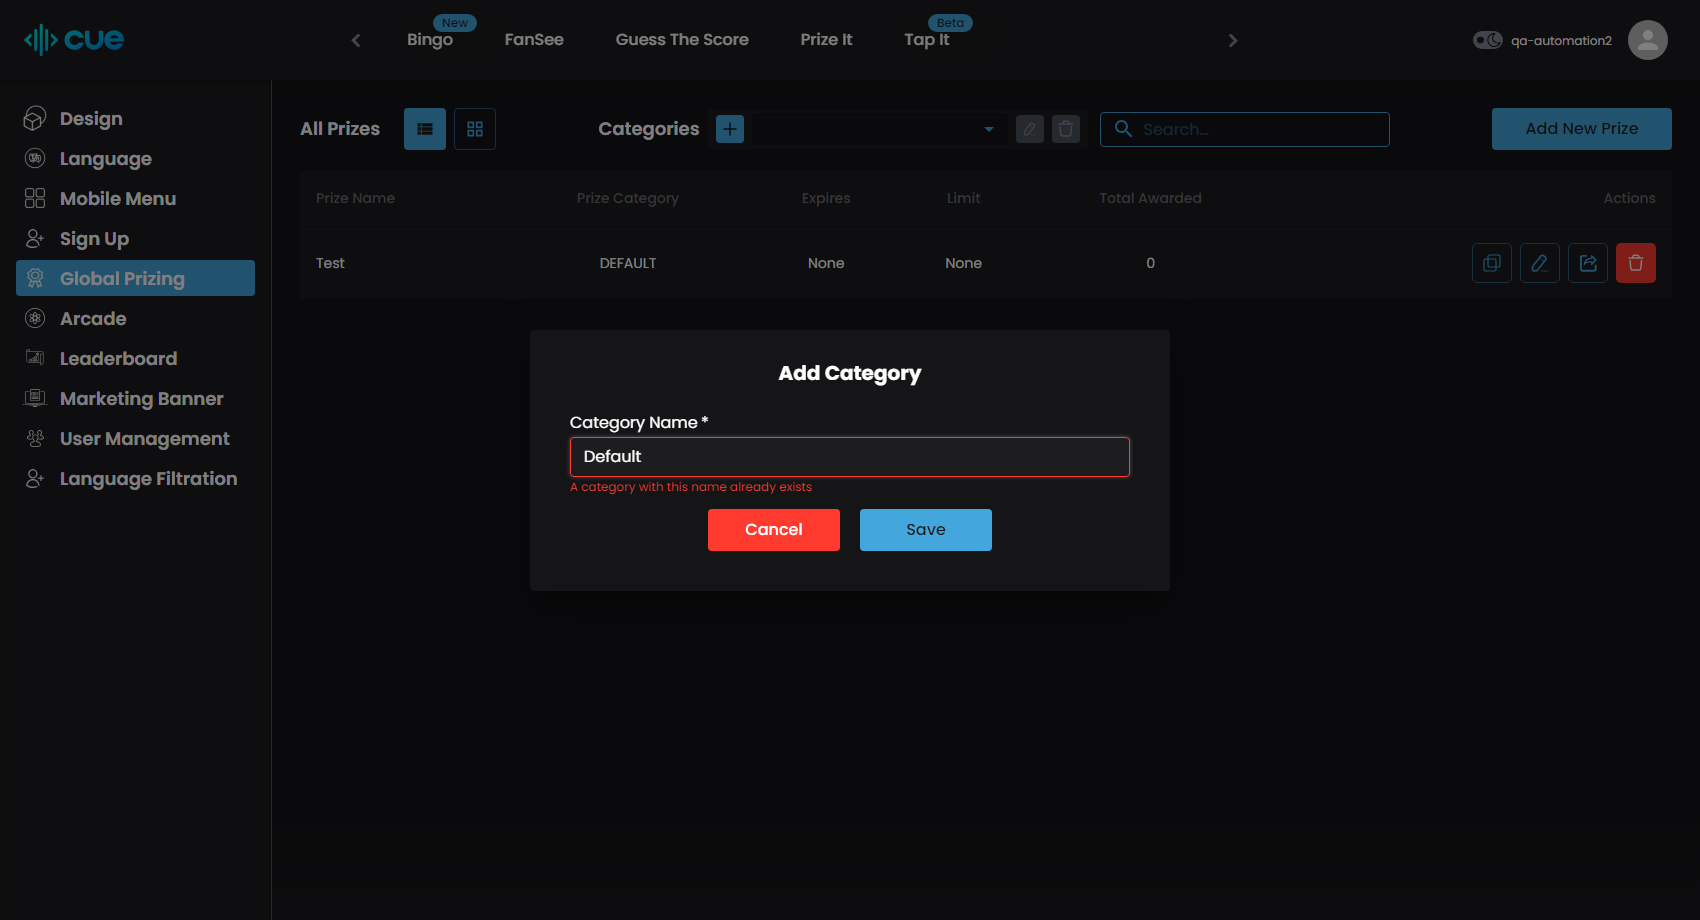 cue
Bingo
New
FanSee
Guess The Score
Prize It
Tap It
Beta
qa-automation2
Design
Language
Mobile Menu
Sign Up
Global Prizing
Arcade
Leaderboard
Marketing Banner
User Management
Language Filtration
All Prizes
Categories
Search...
Add New Prize
Prize Name Prize Category Expires Limit Total Awarded Actions
Test DEFAULT None None 0
Add Category
Category Name *
Default
A category with this name already exists
Cancel
Save